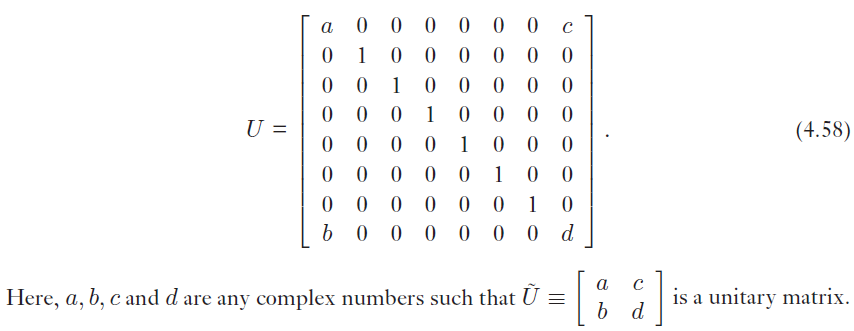 a 0 0 0 0 0 0 c
0 1 0 0 0 0 0 0
0 0 1 0 0 0 0 0
0 0 0 1 0 0 0 0
U = 0 0 0 0 1 0 0 0 . (4.58)
0 0 0 0 0 1 0 0
0 0 0 0 0 0 1 0
b 0 0 0 0 0 0 d
Here, a, b, c and d are any complex numbers such that Ũ ≡ [ a c ; b d ] is a unitary matrix.